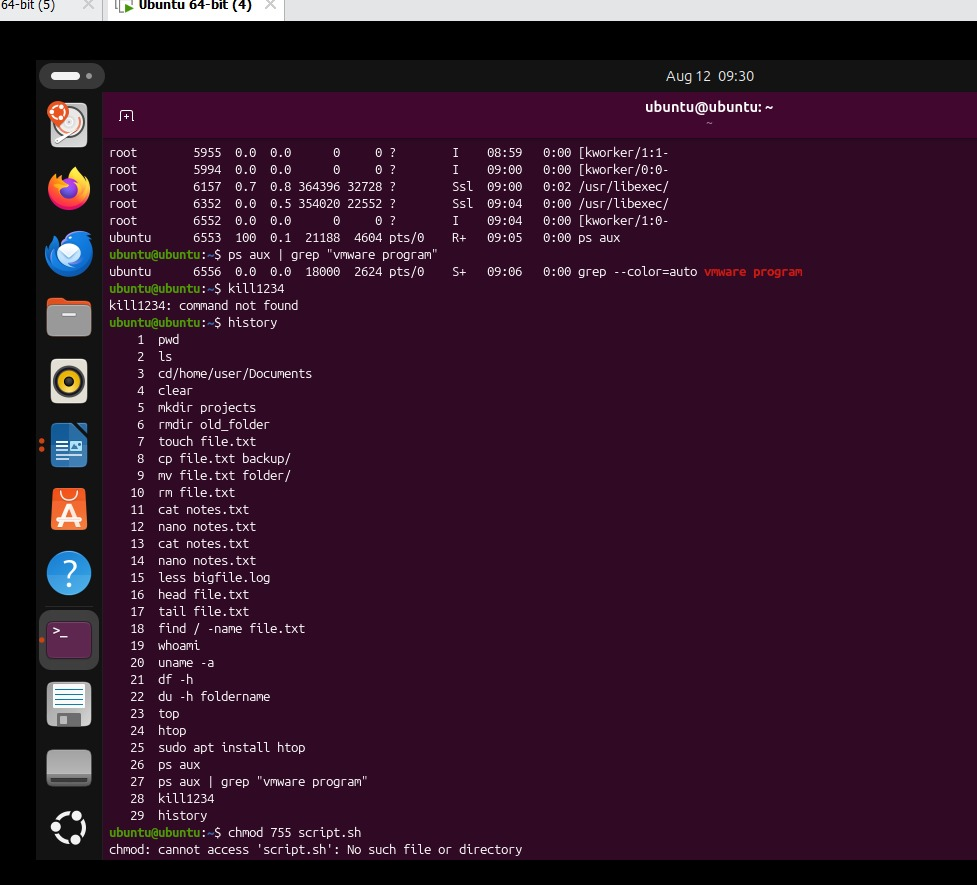 64-bit (5)
Ubuntu 64-bit (4)
Aug 12 09:30
ubuntu@ubuntu: ~
~
root 5955 0.0 0.0 0 0 ? I 08:59 0:00 [kworker/1:1-
root 5994 0.0 0.0 0 0 ? I 09:00 0:00 [kworker/0:0-
root 6157 0.7 0.8 364396 32728 ? Ssl 09:00 0:02 /usr/libexec/
root 6352 0.0 0.5 354020 22552 ? Ssl 09:04 0:00 /usr/libexec/
root 6552 0.0 0.0 0 0 ? I 09:04 0:00 [kworker/1:0-
ubuntu 6553 100 0.1 21188 4604 pts/0 R+ 09:05 0:00 ps aux
ubuntu@ubuntu:~$ ps aux | grep "vmware program"
ubuntu 6556 0.0 0.0 18000 2624 pts/0 S+ 09:06 0:00 grep --color=auto vmware program
ubuntu@ubuntu:~$ kill1234
kill1234: command not found
ubuntu@ubuntu:~$ history
1 pwd
2 ls
3 cd/home/user/Documents
4 clear
5 mkdir projects
6 rmdir old_folder
7 touch file.txt
8 cp file.txt backup/
9 mv file.txt folder/
10 rm file.txt
11 cat notes.txt
12 nano notes.txt
13 cat notes.txt
14 nano notes.txt
15 less bigfile.log
16 head file.txt
17 tail file.txt
18 find / -name file.txt
19 whoami
20 uname -a
21 df -h
22 du -h foldername
23 top
24 htop
25 sudo apt install htop
26 ps aux
27 ps aux | grep "vmware program"
28 kill1234
29 history
ubuntu@ubuntu:~$ chmod 755 script.sh
chmod: cannot access 'script.sh': No such file or directory